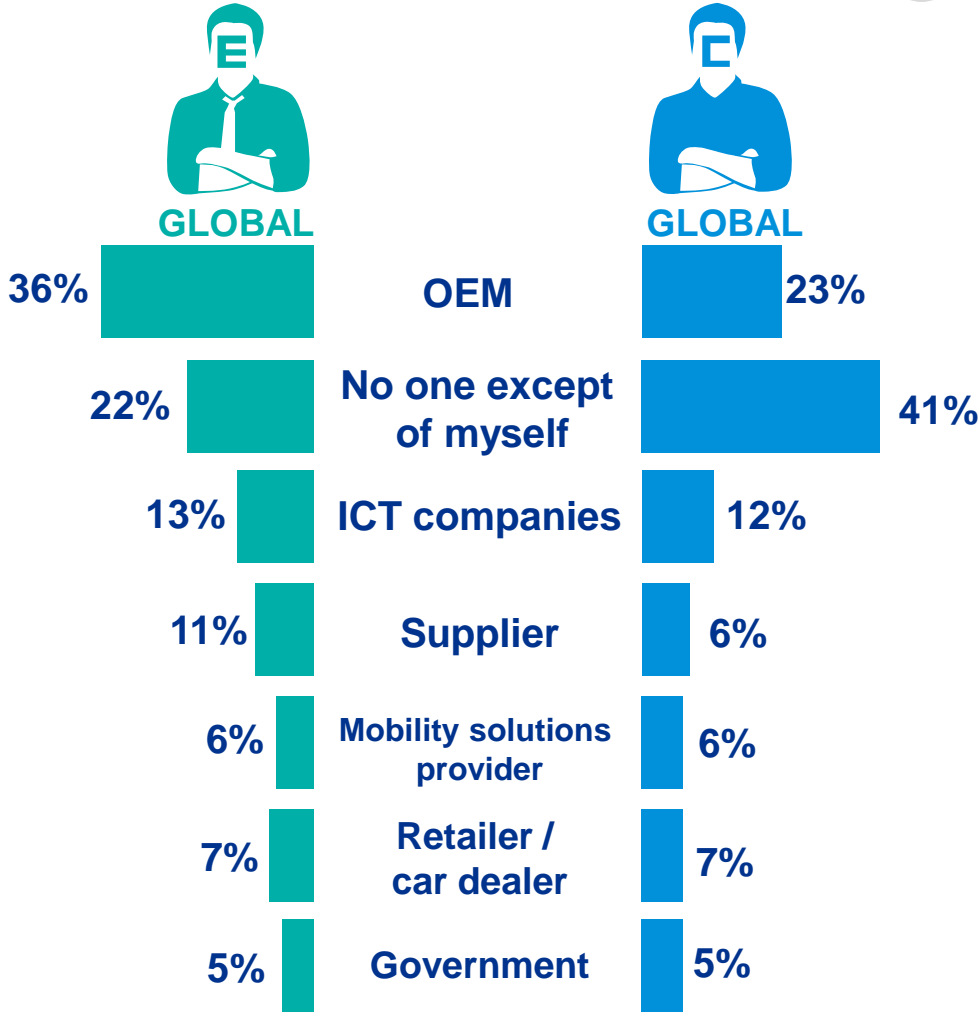 E C
GLOBAL GLOBAL
36% OEM 23%
22% No one except 41%
of myself
13% ICT companies 12%
11% Supplier 6%
6% Mobility solutions 6%
provider
7% Retailer / 7%
car dealer
5% Government 5%